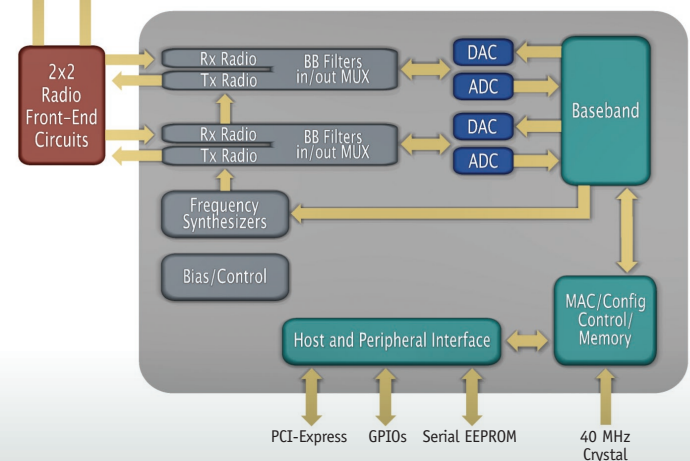 2x2
Radio
Front-End
Circuits
Rx Radio
Tx Radio
BB Filters
in/out MUX
DAC
ADC
Rx Radio
Tx Radio
BB Filters
in/out MUX
DAC
ADC
Baseband
Frequency
Synthesizers
Bias/Control
MAC/Config
Control/
Memory
Host and Peripheral Interface
PCI-Express
GPIOs
Serial EEPROM
40 MHz
Crystal